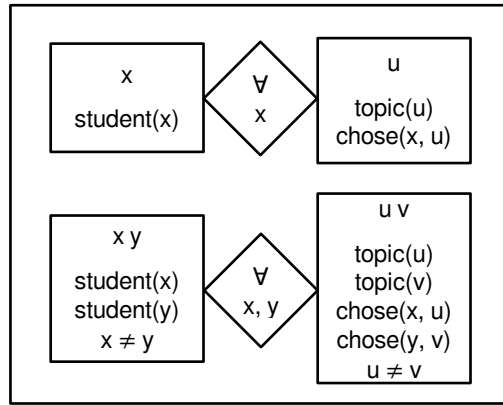 x
student(x)
∀
x
u
topic(u)
chose(x, u)
x y
student(x)
student(y)
x ≠ y
∀
x, y
u v
topic(u)
topic(v)
chose(x, u)
chose(y, v)
u ≠ v